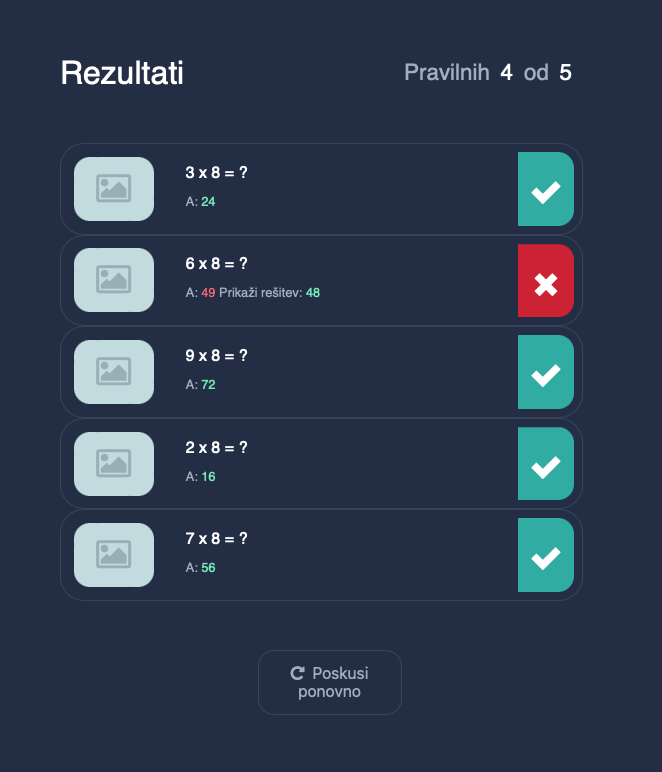 Rezultati
Pravilnih 4 od 5
3 x 8 = ?
A: 24
6 x 8 = ?
A: 49 Prikaži rešitev: 48
9 x 8 = ?
A: 72
2 x 8 = ?
A: 16
7 x 8 = ?
A: 56
Poskusi
ponovno